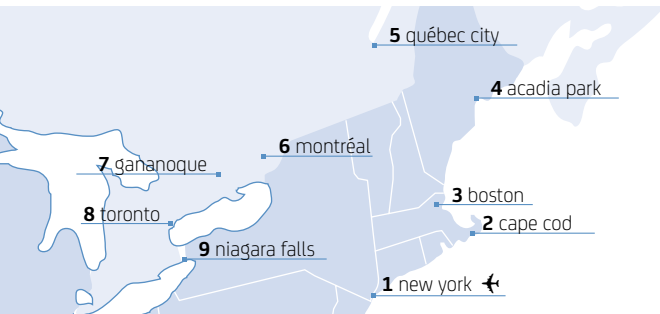 5 québec city
4 acadia park
6 montréal
7 gananoque
3 boston
8 toronto
2 cape cod
9 niagara falls
1 new york